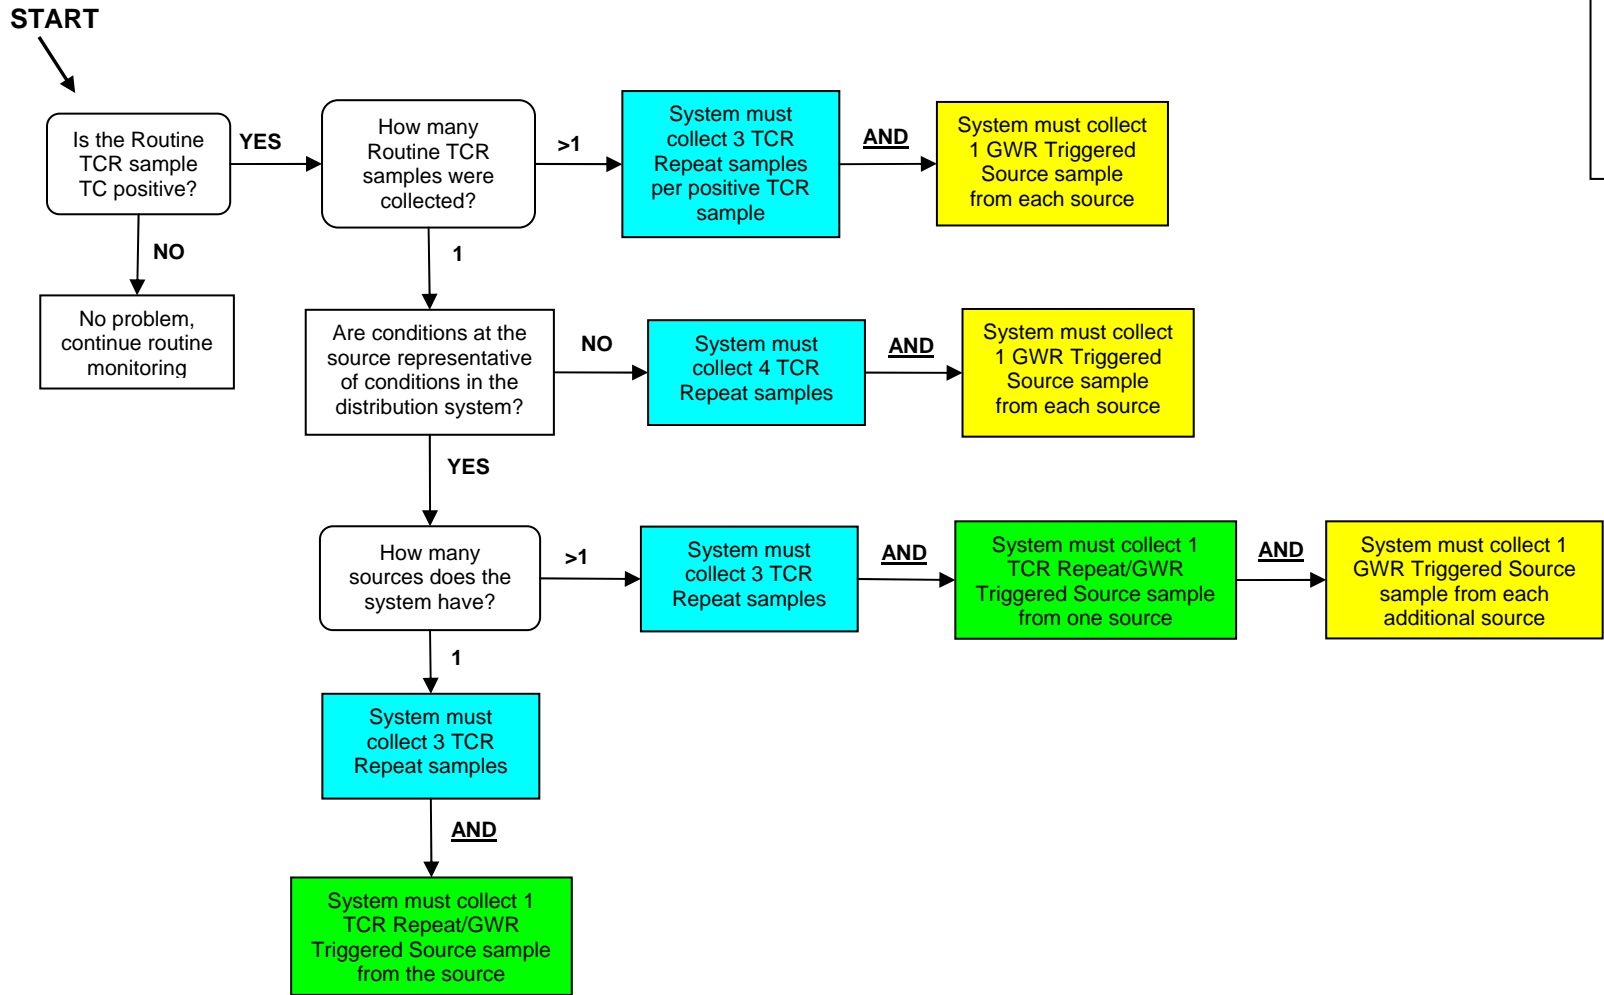 START
Is the Routine
TCR sample
TC positive?
YES
How many
Routine TCR
samples were
collected?
>1
System must
collect 3 TCR
Repeat samples
per positive TCR
sample
AND
System must collect
1 GWR Triggered
Source sample
from each source
NO
No problem,
continue routine
monitoring
1
Are conditions at the
source representative
of conditions in the
distribution system?
NO
System must
collect 4 TCR
Repeat samples
AND
System must collect
1 GWR Triggered
Source sample
from each source
YES
How many
sources does the
system have?
>1
System must
collect 3 TCR
Repeat samples
AND
System must collect 1
TCR Repeat/GWR
Triggered Source sample
from one source
AND
System must collect 1
GWR Triggered Source
sample from each
additional source
1
System must
collect 3 TCR
Repeat samples
AND
System must collect 1
TCR Repeat/GWR
Triggered Source sample
from the source